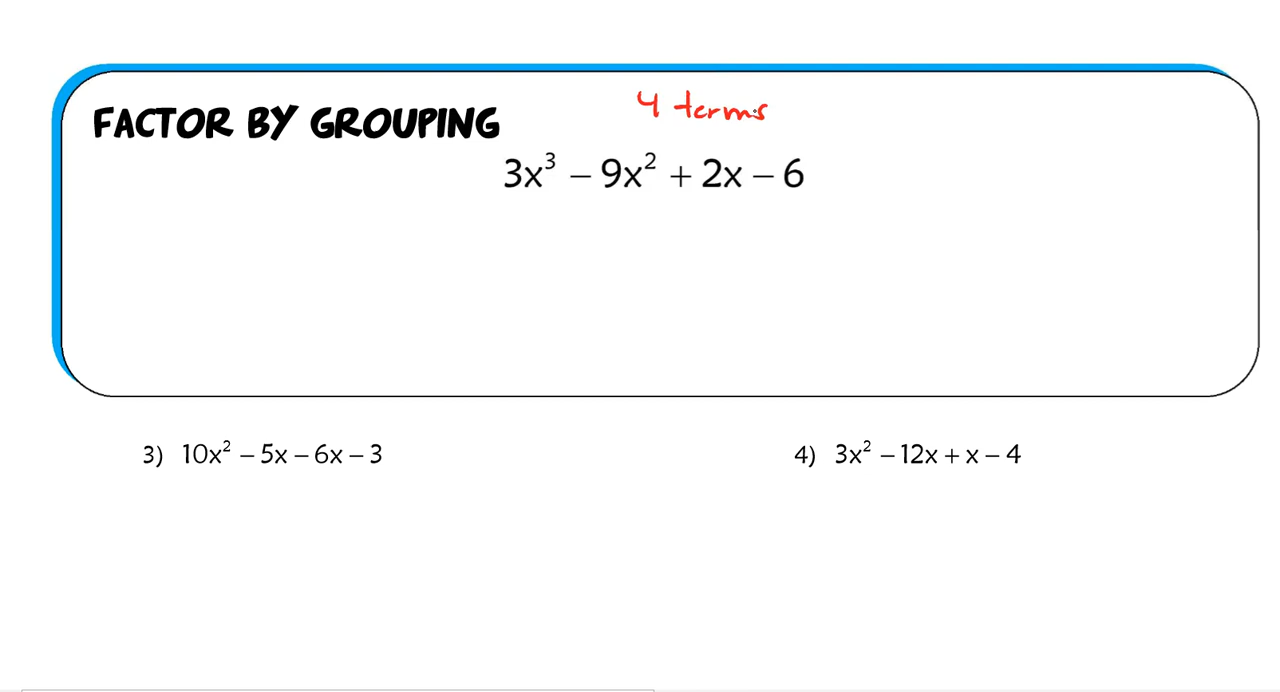 4 terms
FACTOR BY GROUPING
3x³ − 9x² + 2x − 6
3) 10x² − 5x − 6x − 3
4) 3x² − 12x + x − 4